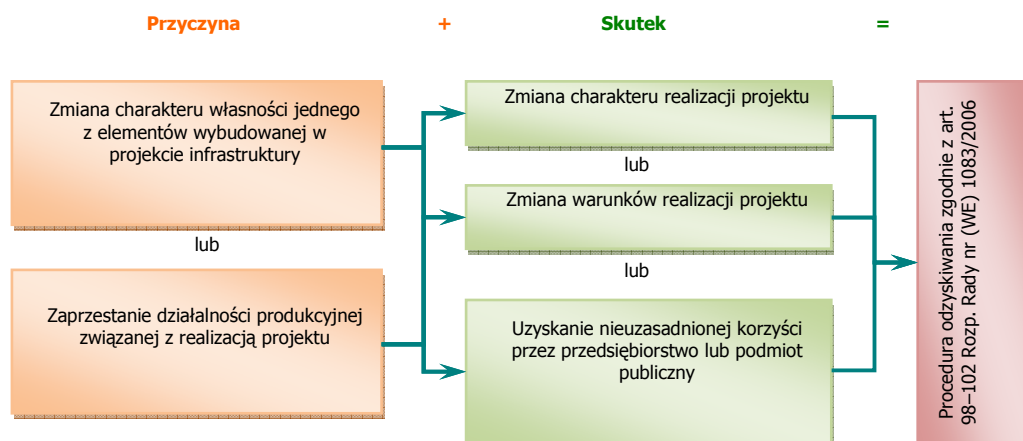 Przyczyna + Skutek =
Zmiana charakteru własności jednego
z elementów wybudowanej w
projekcie infrastruktury
lub
Zaprzestanie działalności produkcyjnej
związanej z realizacją projektu
Zmiana charakteru realizacji projektu
lub
Zmiana warunków realizacji projektu
lub
Uzyskanie nieuzasadnionej korzyści
przez przedsiębiorstwo lub podmiot
publiczny
Procedura odzyskiwania zgodnie z art.
98–102 Rozp. Rady nr (WE) 1083/2006